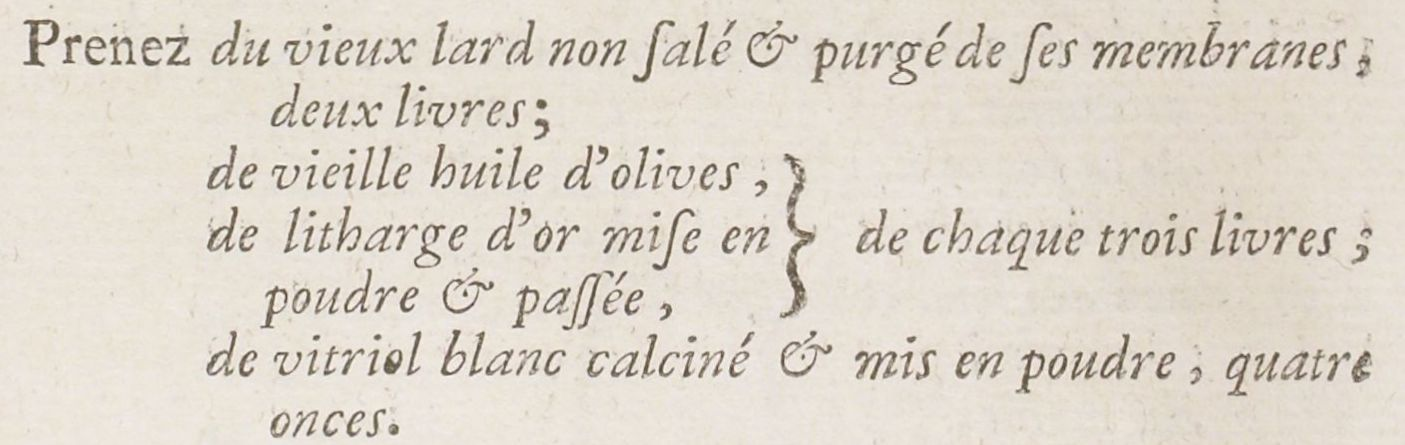 Prenez du vieux lard non ſalé & purgé de ſes membranes,
deux livres;
de vieille huile d'olives,
de litharge d'or miſe en } de chaque trois livres;
poudre & paſſée,
de vitriol blanc calciné & mis en poudre, quatre
onces.